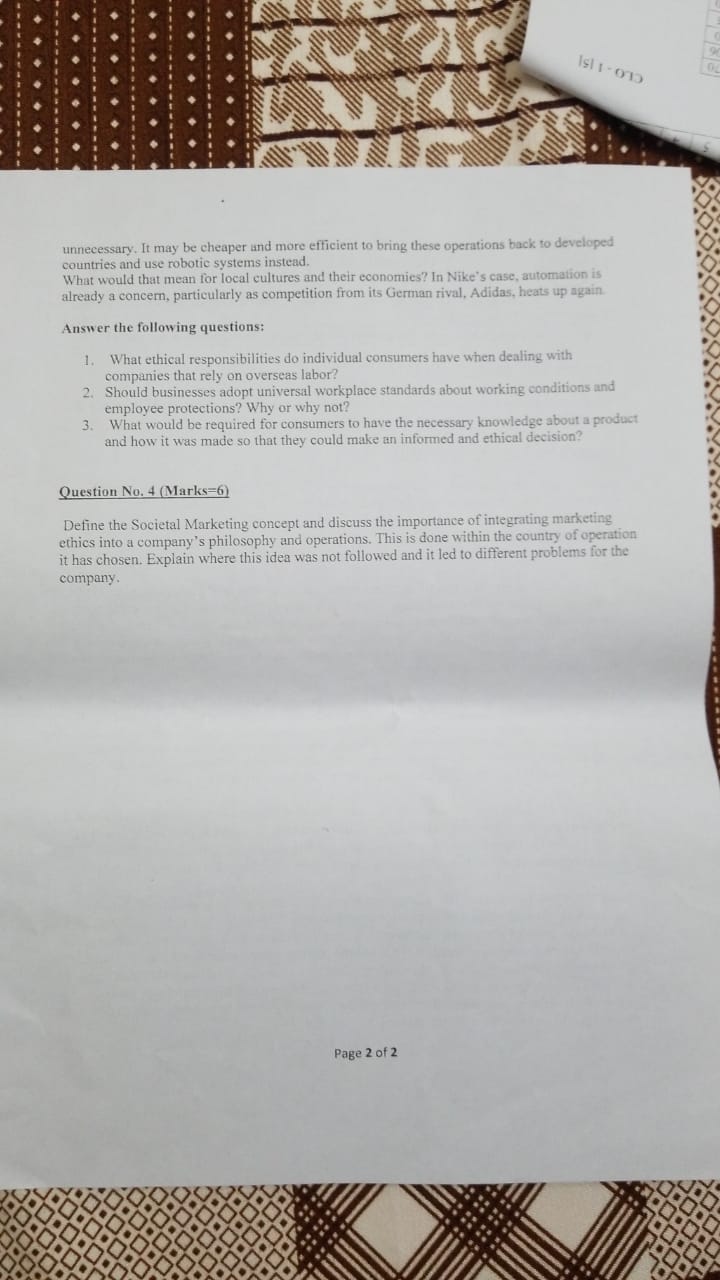 CLO - 1 [5]
unnecessary. It may be cheaper and more efficient to bring these operations back to developed
countries and use robotic systems instead.
What would that mean for local cultures and their economies? In Nike's case, automation is
already a concern, particularly as competition from its German rival, Adidas, heats up again.
Answer the following questions:
1. What ethical responsibilities do individual consumers have when dealing with
companies that rely on overseas labor?
2. Should businesses adopt universal workplace standards about working conditions and
employee protections? Why or why not?
3. What would be required for consumers to have the necessary knowledge about a product
and how it was made so that they could make an informed and ethical decision?
Question No. 4 (Marks=6)
Define the Societal Marketing concept and discuss the importance of integrating marketing
ethics into a company's philosophy and operations. This is done within the country of operation
it has chosen. Explain where this idea was not followed and it led to different problems for the
company.
Page 2 of 2